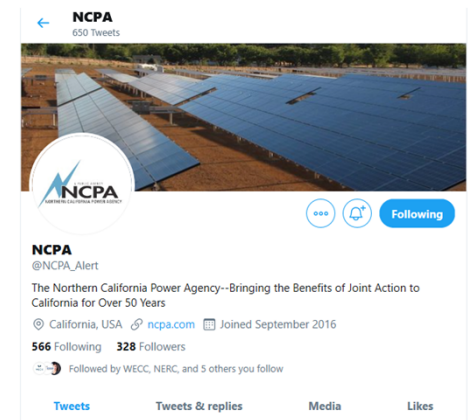 NCPA
650 Tweets
NCPA
NORTHERN CALIFORNIA POWER AGENCY
Following
NCPA
@NCPA_Alert
The Northern California Power Agency--Bringing the Benefits of Joint Action to
California for Over 50 Years
California, USA ncpa.com Joined September 2016
566 Following 328 Followers
Followed by WECC, NERC, and 5 others you follow
Tweets Tweets & replies Media Likes